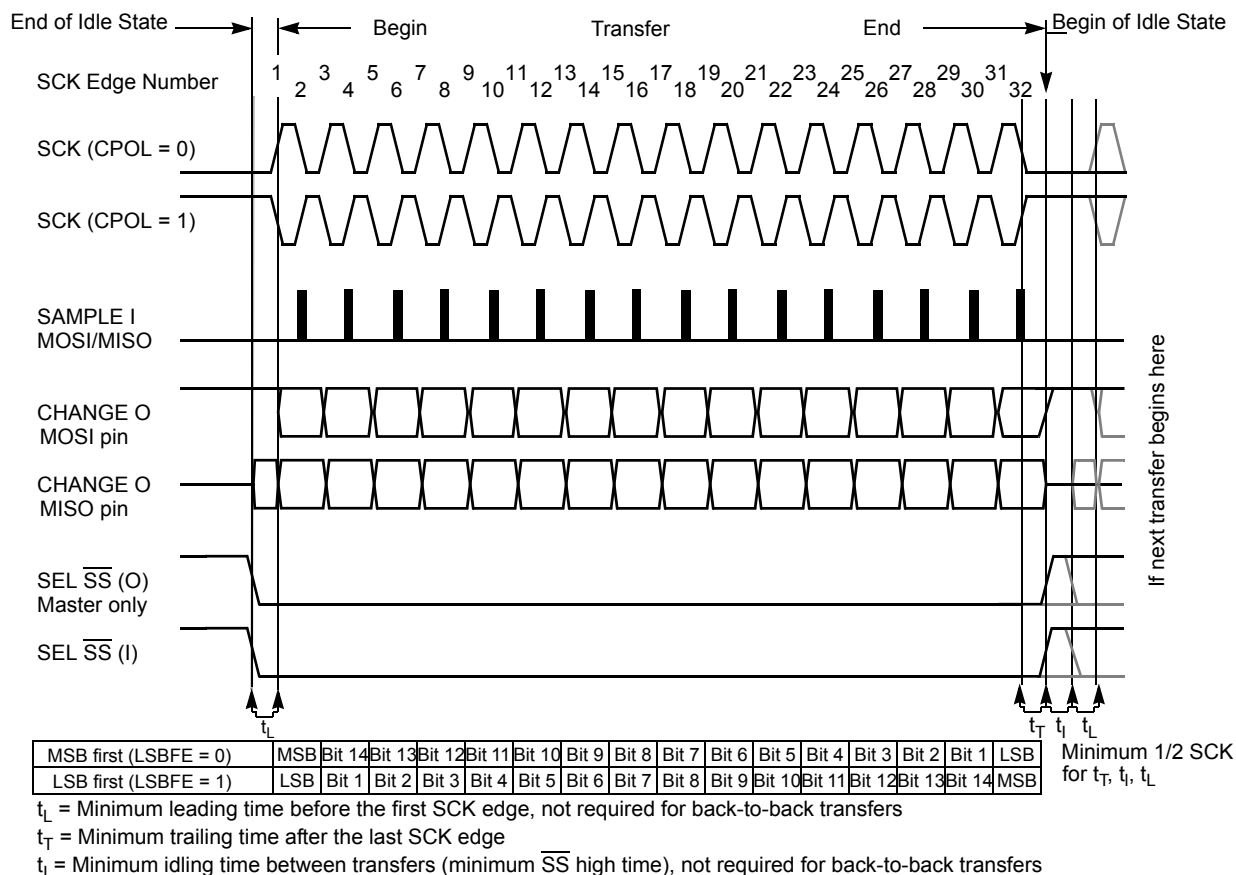 End of Idle State Begin Transfer End Begin of Idle State
SCK Edge Number 1 3 5 7 9 11 13 15 17 19 21 23 25 27 29 31
2 4 6 8 10 12 14 16 18 20 22 24 26 28 30 32
SCK (CPOL = 0)
SCK (CPOL = 1)
SAMPLE I
MOSI/MISO
CHANGE O
MOSI pin
CHANGE O
MISO pin
SEL SS (O)
Master only
SEL SS (I)
If next transfer begins here
tL tT tI tL
MSB first (LSBFE = 0) MSB Bit 14 Bit 13 Bit 12 Bit 11 Bit 10 Bit 9 Bit 8 Bit 7 Bit 6 Bit 5 Bit 4 Bit 3 Bit 2 Bit 1 LSB
LSB first (LSBFE = 1) LSB Bit 1 Bit 2 Bit 3 Bit 4 Bit 5 Bit 6 Bit 7 Bit 8 Bit 9 Bit 10 Bit 11 Bit 12 Bit 13 Bit 14 MSB
Minimum 1/2 SCK
for tT, tl, tL
tL = Minimum leading time before the first SCK edge, not required for back-to-back transfers
tT = Minimum trailing time after the last SCK edge
tI = Minimum idling time between transfers (minimum SS high time), not required for back-to-back transfers